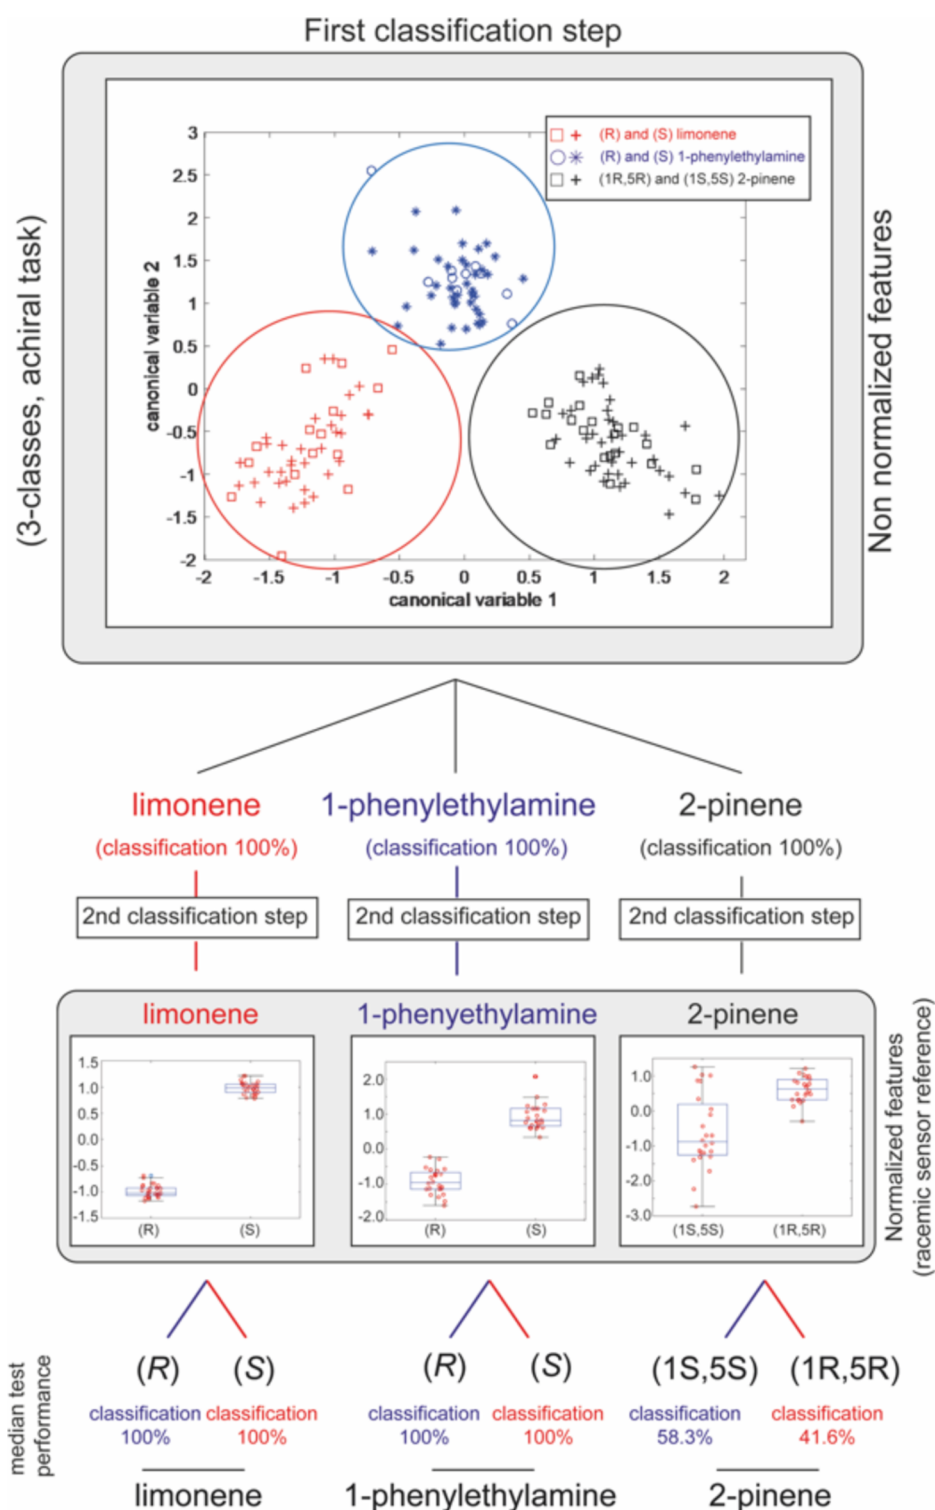 First classification step
(3-classes, achiral task)
Non normalized features
(R) and (S) limonene
(R) and (S) 1-phenylethylamine
(1R,5R) and (1S,5S) 2-pinene
canonical variable 2
3
2.5
2
1.5
1
0.5
0
-0.5
-1
-1.5
-2
-2 -1.5 -1 -0.5 0 0.5 1 1.5 2
canonical variable 1
limonene 1-phenylethylamine 2-pinene
(classification 100%) (classification 100%) (classification 100%)
2nd classification step 2nd classification step 2nd classification step
limonene 1-phenyethylamine 2-pinene
1.5
1.0
0.5
0.0
-0.5
-1.0
-1.5
(R) (S)
2.0
1.0
0.0
-1.0
-2.0
(R) (S)
1.0
0.0
-1.0
-2.0
-3.0
(1S,5S) (1R,5R)
Normalized features
(racemic sensor reference)
median test
performance
(R) (S) (R) (S) (1S,5S) (1R,5R)
classification classification classification classification classification classification
100% 100% 100% 100% 58.3% 41.6%
limonene 1-phenylethylamine 2-pinene